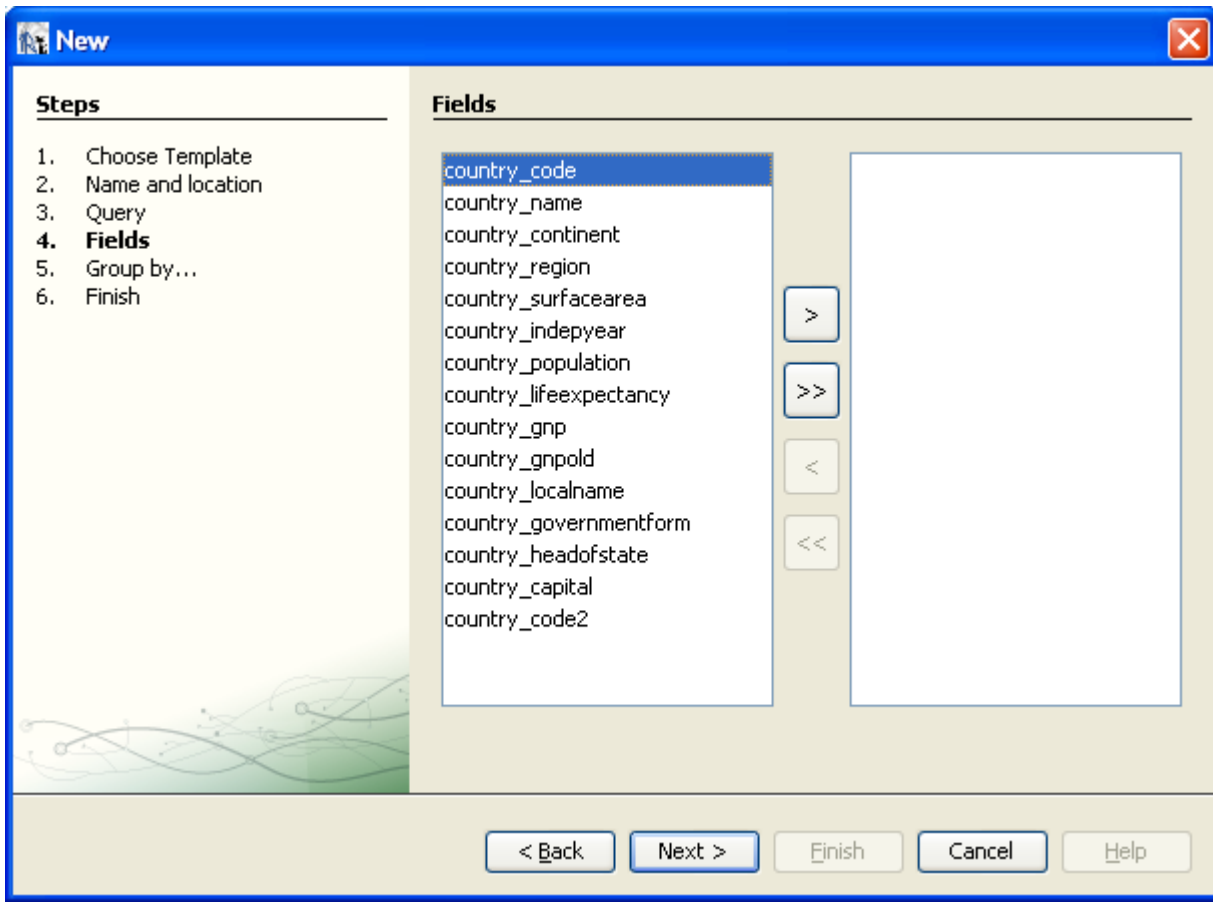 New
Steps
1. Choose Template
2. Name and location
3. Query
4. Fields
5. Group by...
6. Finish
Fields
country_code
country_name
country_continent
country_region
country_surfacearea
country_indepyear
country_population
country_lifeexpectancy
country_gnp
country_gnpold
country_localname
country_governmentform
country_headofstate
country_capital
country_code2
>
>>
<
<<
< Back
Next >
Finish
Cancel
Help